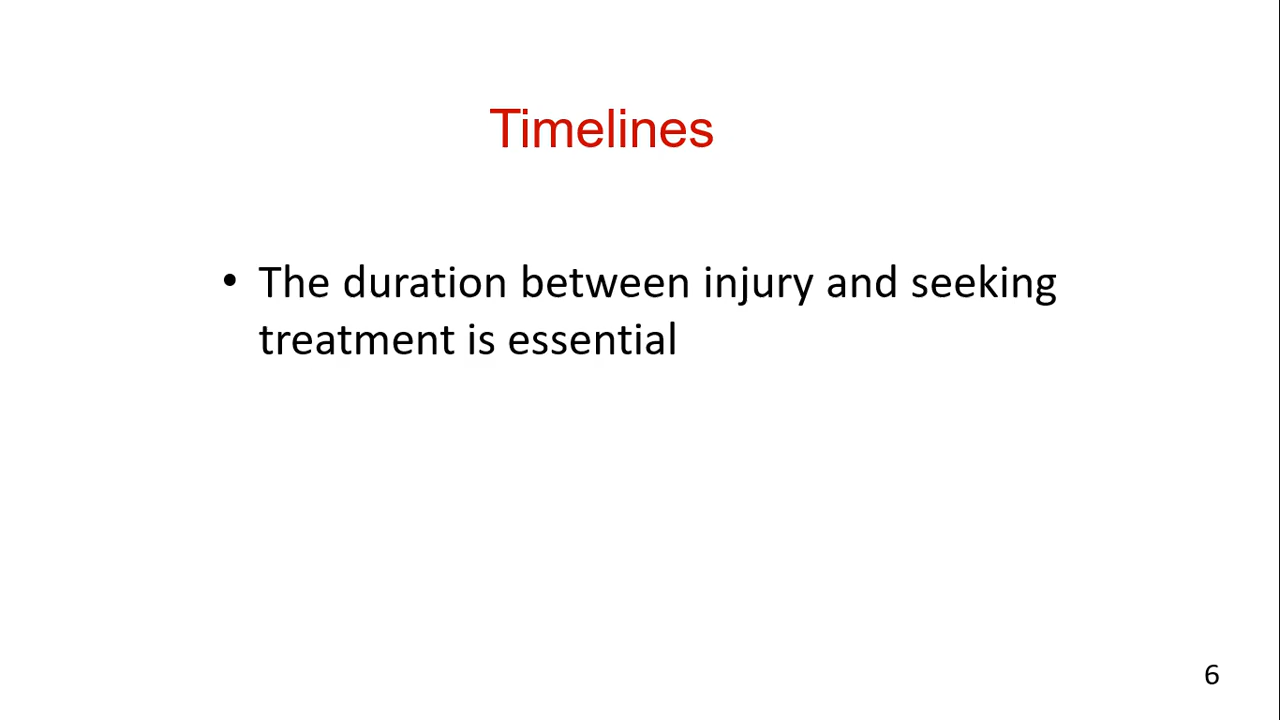 Timelines
• The duration between injury and seeking
treatment is essential
6